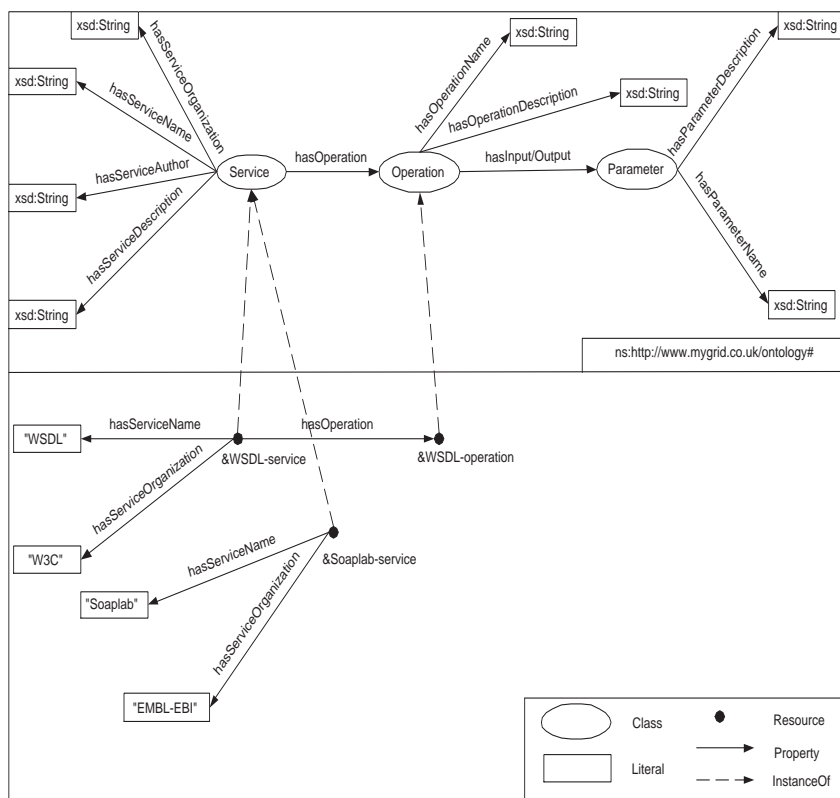 xsd:String
hasServiceOrganization
xsd:String
hasServiceName
hasServiceAuthor
xsd:String
hasServiceDescription
xsd:String
Service
hasOperation
Operation
hasOperationName
xsd:String
hasOperationDescription
xsd:String
hasInput/Output
Parameter
hasParameterDescription
xsd:String
hasParameterName
xsd:String
ns:http://www.mygrid.co.uk/ontology#
"WSDL"
hasServiceName
hasOperation
&WSDL-service
&WSDL-operation
hasServiceOrganization
"W3C"
hasServiceName
&Soaplab-service
"Soaplab"
hasServiceOrganization
"EMBL-EBI"
Class
Resource
Literal
Property
InstanceOf